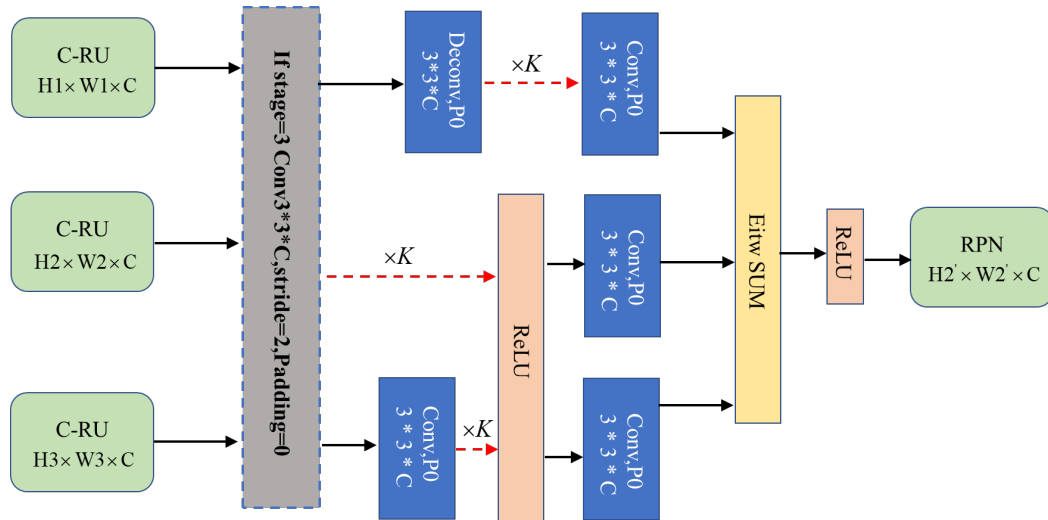 C-RU
H1×W1×C
C-RU
H2×W2×C
C-RU
H3×W3×C
If stage=3 Conv3*3*C,stride=2,Padding=0
Deconv,P0
3*3*C
×K
Conv,P0
3*3*C
×K
ReLU
Conv,P0
3*3*C
Conv,P0
3*3*C
×K
Conv,P0
3*3*C
Eitw SUM
ReLU
RPN
H2'×W2'×C